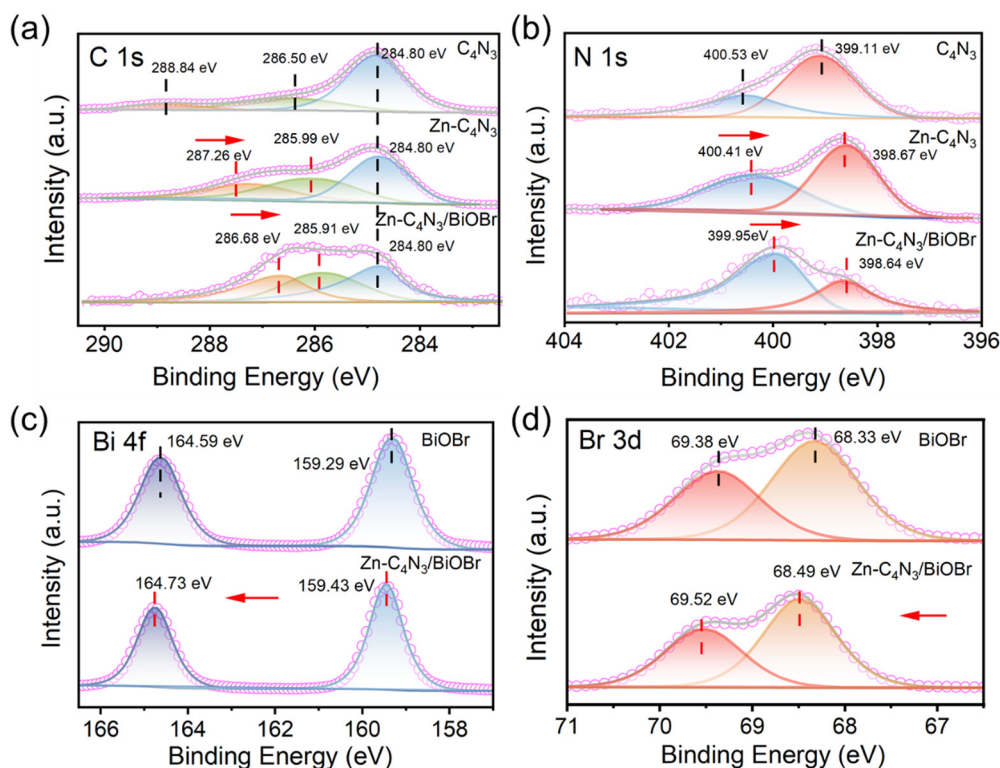 (a)
C 1s
288.84 eV
286.50 eV
284.80 eV
C₄N₃
Zn-C₄N₃
287.26 eV
285.99 eV
284.80 eV
Zn-C₄N₃/BiOBr
286.68 eV
285.91 eV
284.80 eV
Intensity (a.u.)
290 288 286 284
Binding Energy (eV)
(b)
N 1s
400.53 eV
399.11 eV
C₄N₃
Zn-C₄N₃
400.41 eV
398.67 eV
Zn-C₄N₃/BiOBr
399.95eV
398.64 eV
Intensity (a.u.)
404 402 400 398 396
Binding Energy (eV)
(c)
Bi 4f
164.59 eV
159.29 eV
BiOBr
Zn-C₄N₃/BiOBr
164.73 eV
159.43 eV
Intensity (a.u.)
166 164 162 160 158
Binding Energy (eV)
(d)
Br 3d
69.38 eV
68.33 eV
BiOBr
Zn-C₄N₃/BiOBr
69.52 eV
68.49 eV
Intensity (a.u.)
71 70 69 68 67
Binding Energy (eV)